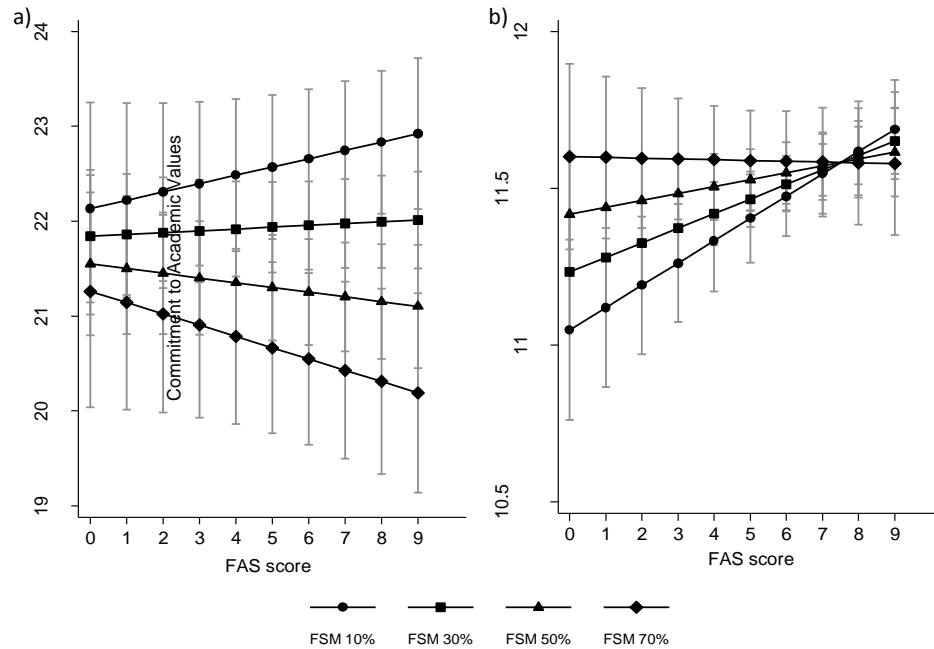 a)
24
23
22
21
20
19
Commitment to Academic Values
0 1 2 3 4 5 6 7 8 9
FAS score
b)
12
11.5
11
10.5
0 1 2 3 4 5 6 7 8 9
FAS score
FSM 10% FSM 30% FSM 50% FSM 70%